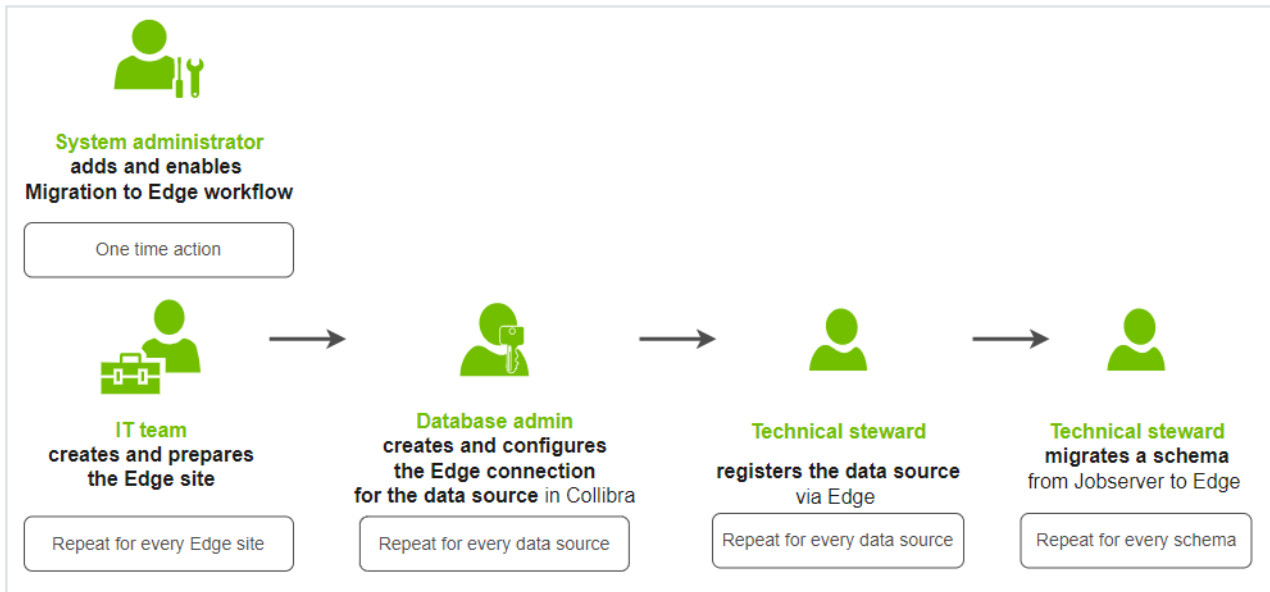 System administrator
adds and enables
Migration to Edge workflow
One time action
IT team
creates and prepares
the Edge site
Repeat for every Edge site
Database admin
creates and configures
the Edge connection
for the data source in Collibra
Repeat for every data source
Technical steward
registers the data source
via Edge
Repeat for every data source
Technical steward
migrates a schema
from Jobserver to Edge
Repeat for every schema